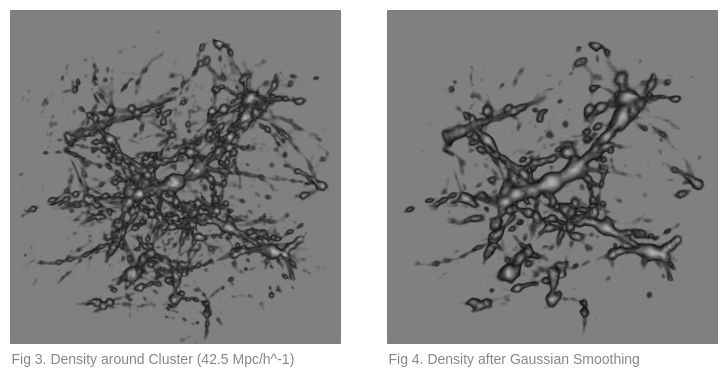 Fig 3. Density around Cluster (42.5 Mpc/h^-1)
Fig 4. Density after Gaussian Smoothing